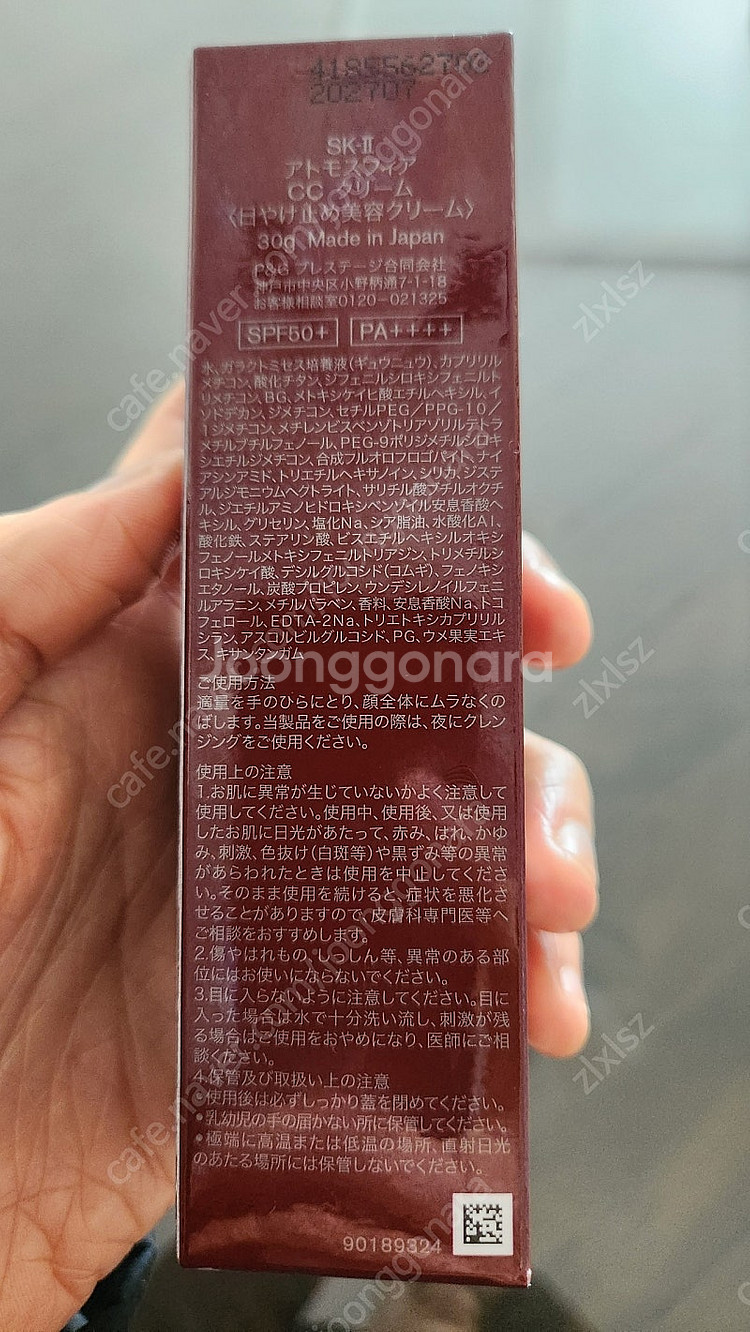 202707
SK-II
アトモスフィア
CC クリーム
〈日やけ止め美容クリーム〉
30g Made in Japan
P&G プレステージ合同会社
神戸市中央区小野柄通7-1-18
お客様相談室0120-021325
SPF50+ PA++++
水、ガラクトミセス培養液(ギュウニュウ)、カプリリル
メチコン、酸化チタン、ジフェニルシロキシフェニルト
リメチコン、BG、メトキシケイヒ酸エチルヘキシル、イ
ソドデカン、ジメチコン、セチルPEG/PPG-10/
1ジメチコン、メチレンビスベンゾトリアゾリルテトラ
メチルブチルフェノール、PEG-9ポリジメチルシロキ
シエチルジメチコン、合成フルオロフロゴパイト、ナイ
アシンアミド、トリエチルヘキサノイン、シリカ、ジステ
アルジモニウムヘクトライト、サリチル酸ブチルオクチ
ル、ジエチルアミノヒドロキシベンゾイル安息香酸ヘ
キシル、グリセリン、塩化Na、シア脂油、水酸化Al、
酸化鉄、ステアリン酸、ビスエチルヘキシルオキシ
フェノールメトキシフェニルトリアジン、トリメチルシ
ロキシケイ酸、デシルグルコシド(コムギ)、フェノキシ
エタノール、炭酸プロピレン、ウンデシレノイルフェニ
ルアラニン、メチルパラベン、香料、安息香酸Na、トコ
フェロール、EDTA-2Na、トリエトキシカプリリル
シラン、アスコルビルグルコシド、PG、ウメ果実エキ
ス、キサンタンガム
joonggonara
ご使用方法
適量を手のひらにとり、顔全体にムラなくの
ばします。当製品をご使用の際は、夜にクレン
ジングをご使用ください。
使用上の注意
1.お肌に異常が生じていないかよく注意して
使用してください。使用中、使用後、又は使用
したお肌に日光があたって、赤み、はれ、かゆ
み、刺激、色抜け(白斑等)や黒ずみ等の異常
があらわれたときは使用を中止してくださ
い。そのまま使用を続けると、症状を悪化さ
せることがありますので、皮膚科専門医等へ
ご相談をおすすめします。
2.傷やはれもの、しっしん等、異常のある部
位にはお使いにならないでください。
3.目に入らないように注意してください。目に
入った場合は水で十分洗い流し、刺激が残
る場合はご使用をおやめになり、医師にご相
談ください。
4.保管及び取扱い上の注意
•使用後は必ずしっかり蓋を閉めてください。
•乳幼児の手の届かない所に保管してください。
•極端に高温または低温の場所、直射日光
のあたる場所には保管しないでください。
90189324
zlxlsz
zlxlsz
zlxlsz